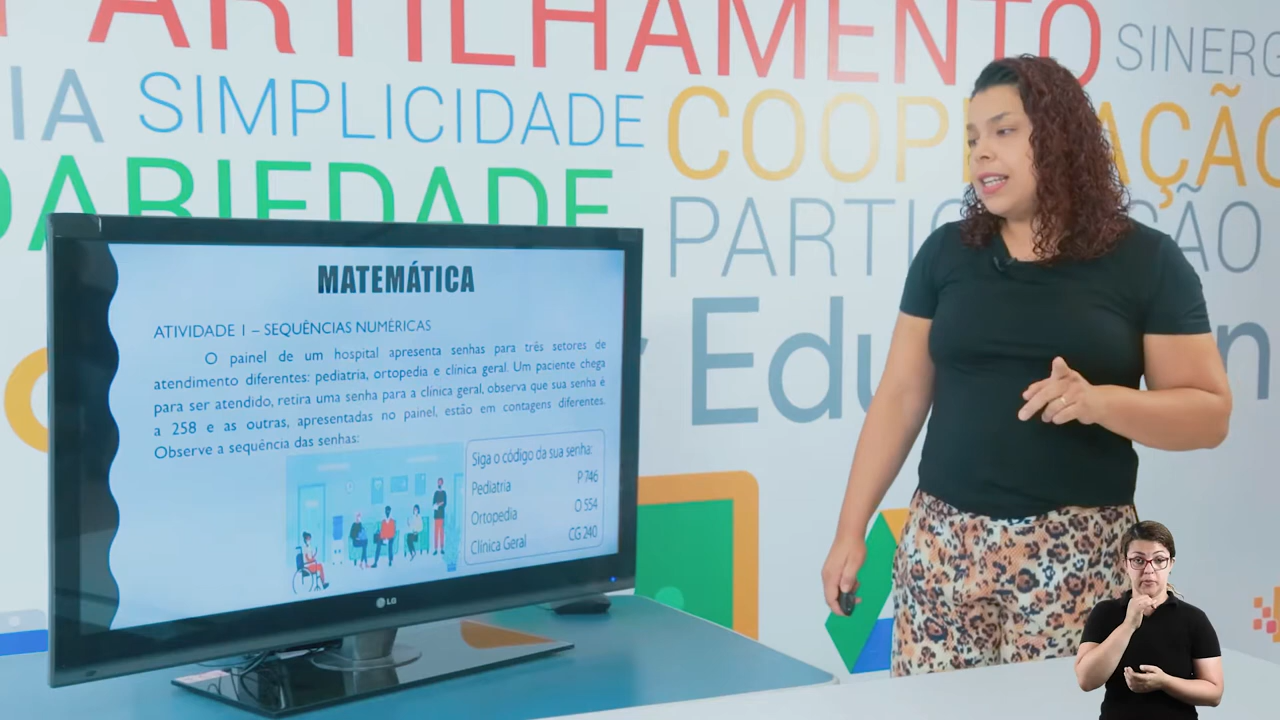 PARTILHAMENTO
SINERG
IA SIMPLICIDADE
COOPERAÇÃO
DARIEDADE
PARTIC AÇÃO
Edu n
MATEMÁTICA
ATIVIDADE 1 – SEQUÊNCIAS NUMÉRICAS
O painel de um hospital apresenta senhas para três setores de
atendimento diferentes: pediatria, ortopedia e clínica geral. Um paciente chega
para ser atendido, retira uma senha para a clínica geral, observa que sua senha é
a 258 e as outras, apresentadas no painel, estão em contagens diferentes.
Observe a sequência das senhas:
Siga o código da sua senha:
Pediatria P 746
Ortopedia O 554
Clínica Geral CG 240
LG